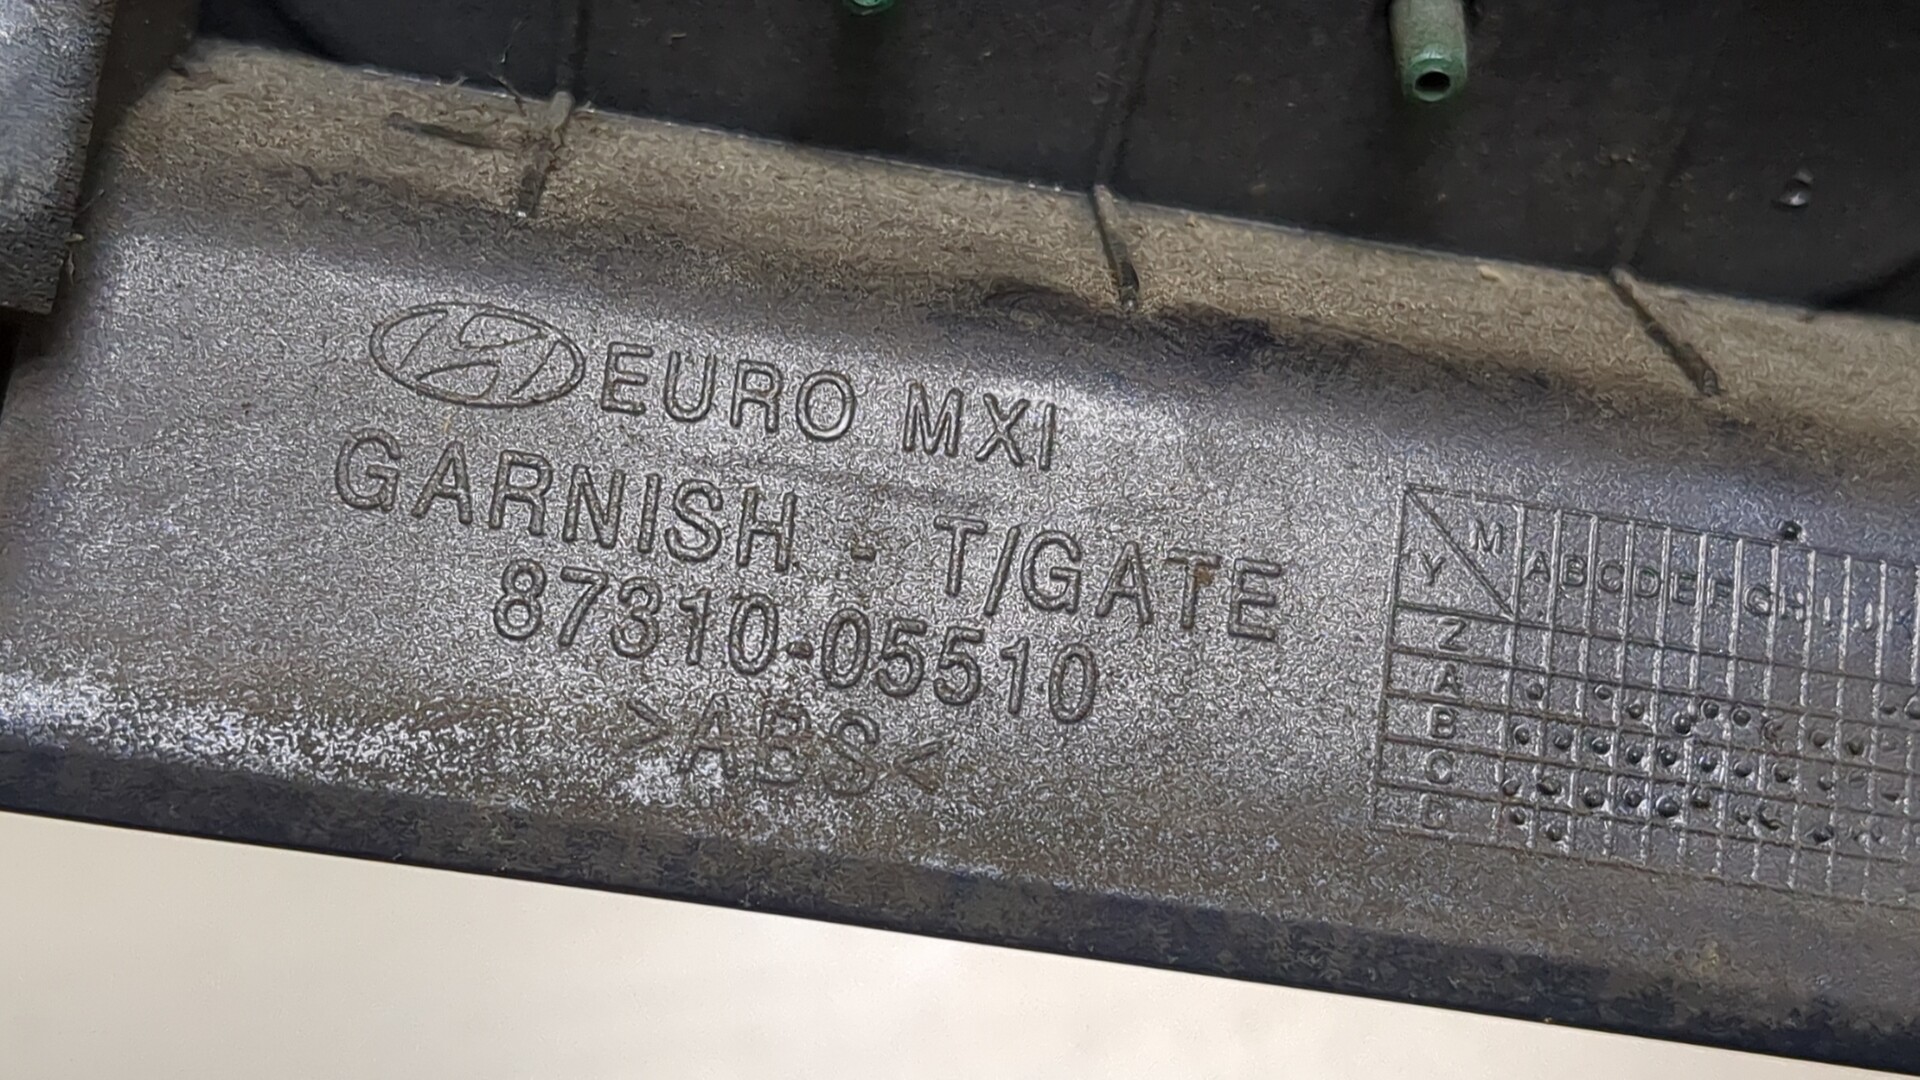 EURO MXI
GARNISH - T/GATE
87310-05510
>ABS<
M
Y
A B C D E F G H I J
Z
A
B
C
D